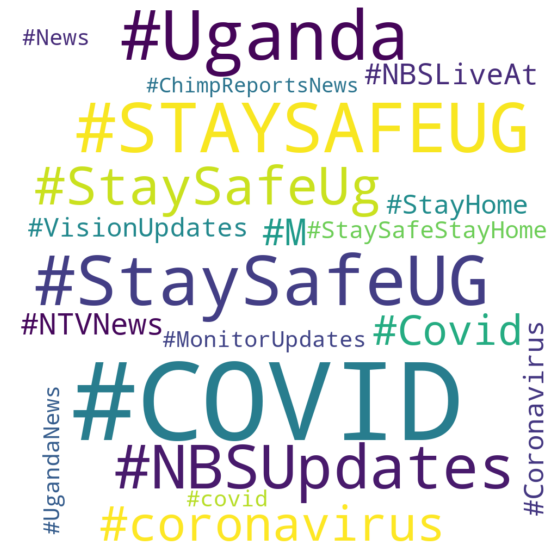 #News
#Uganda
#ChimpReportsNews
#NBSLiveAt
#STAYSAFEUG
#StaySafeUg
#StayHome
#VisionUpdates
#M
#StaySafeStayHome
#StaySafeUG
#NTVNews
#MonitorUpdates
#Covid
#COVID
#UgandaNews
#Coronavirus
#NBSUpdates
#covid
#coronavirus